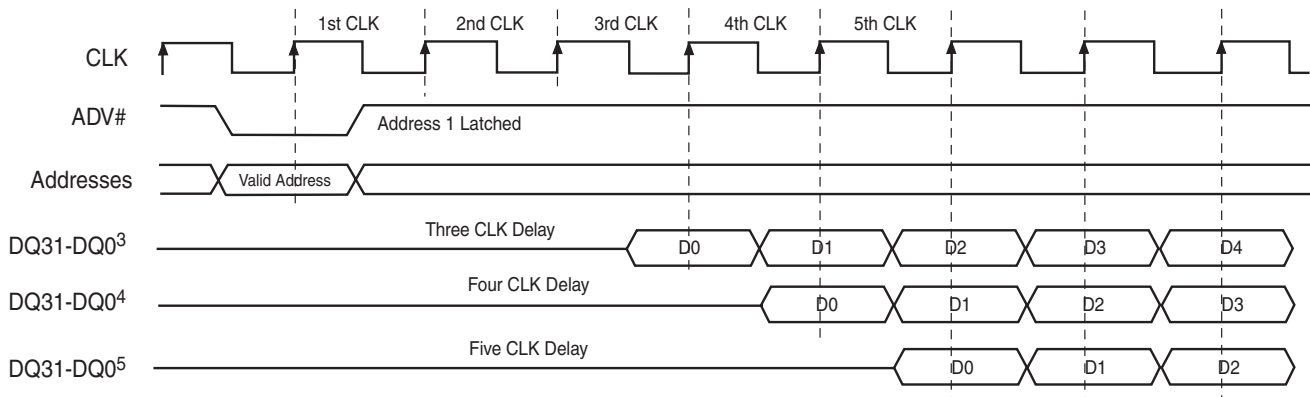 1st CLK 2nd CLK 3rd CLK 4th CLK 5th CLK
CLK
ADV# Address 1 Latched
Addresses Valid Address
DQ31-DQ0³ Three CLK Delay D0 D1 D2 D3 D4
DQ31-DQ0⁴ Four CLK Delay D0 D1 D2 D3
DQ31-DQ0⁵ Five CLK Delay D0 D1 D2